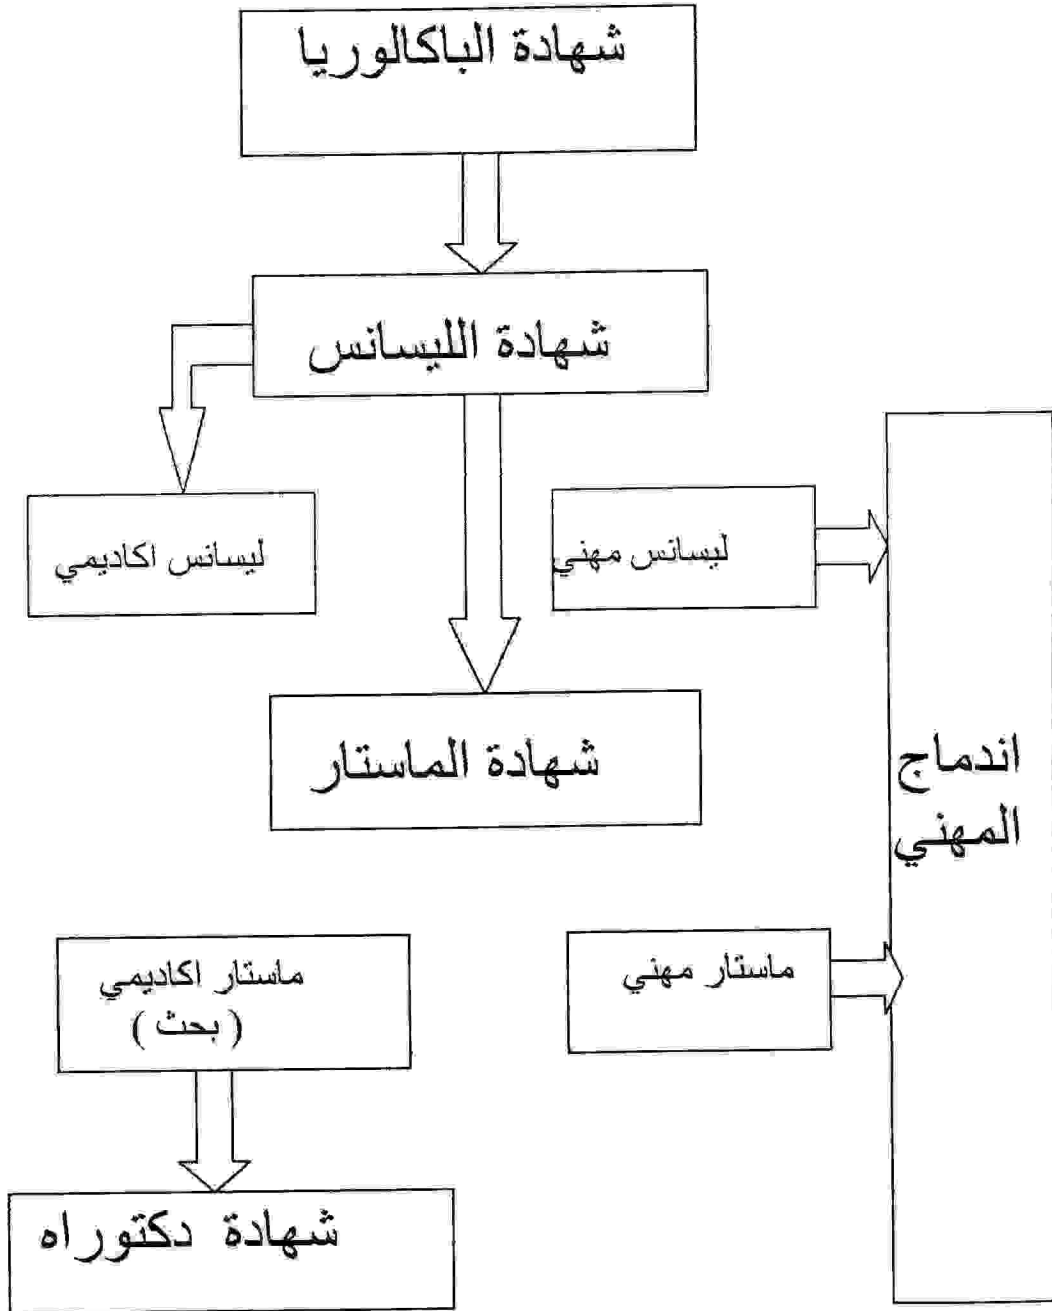 شهادة الباكالوريا
شهادة الليسانس
ليسانس مهني
ليسانس اكاديمي
شهادة الماستار
اندماج
المهني
ماستار مهني
ماستار اكاديمي
( بحث )
شهادة دكتوراه